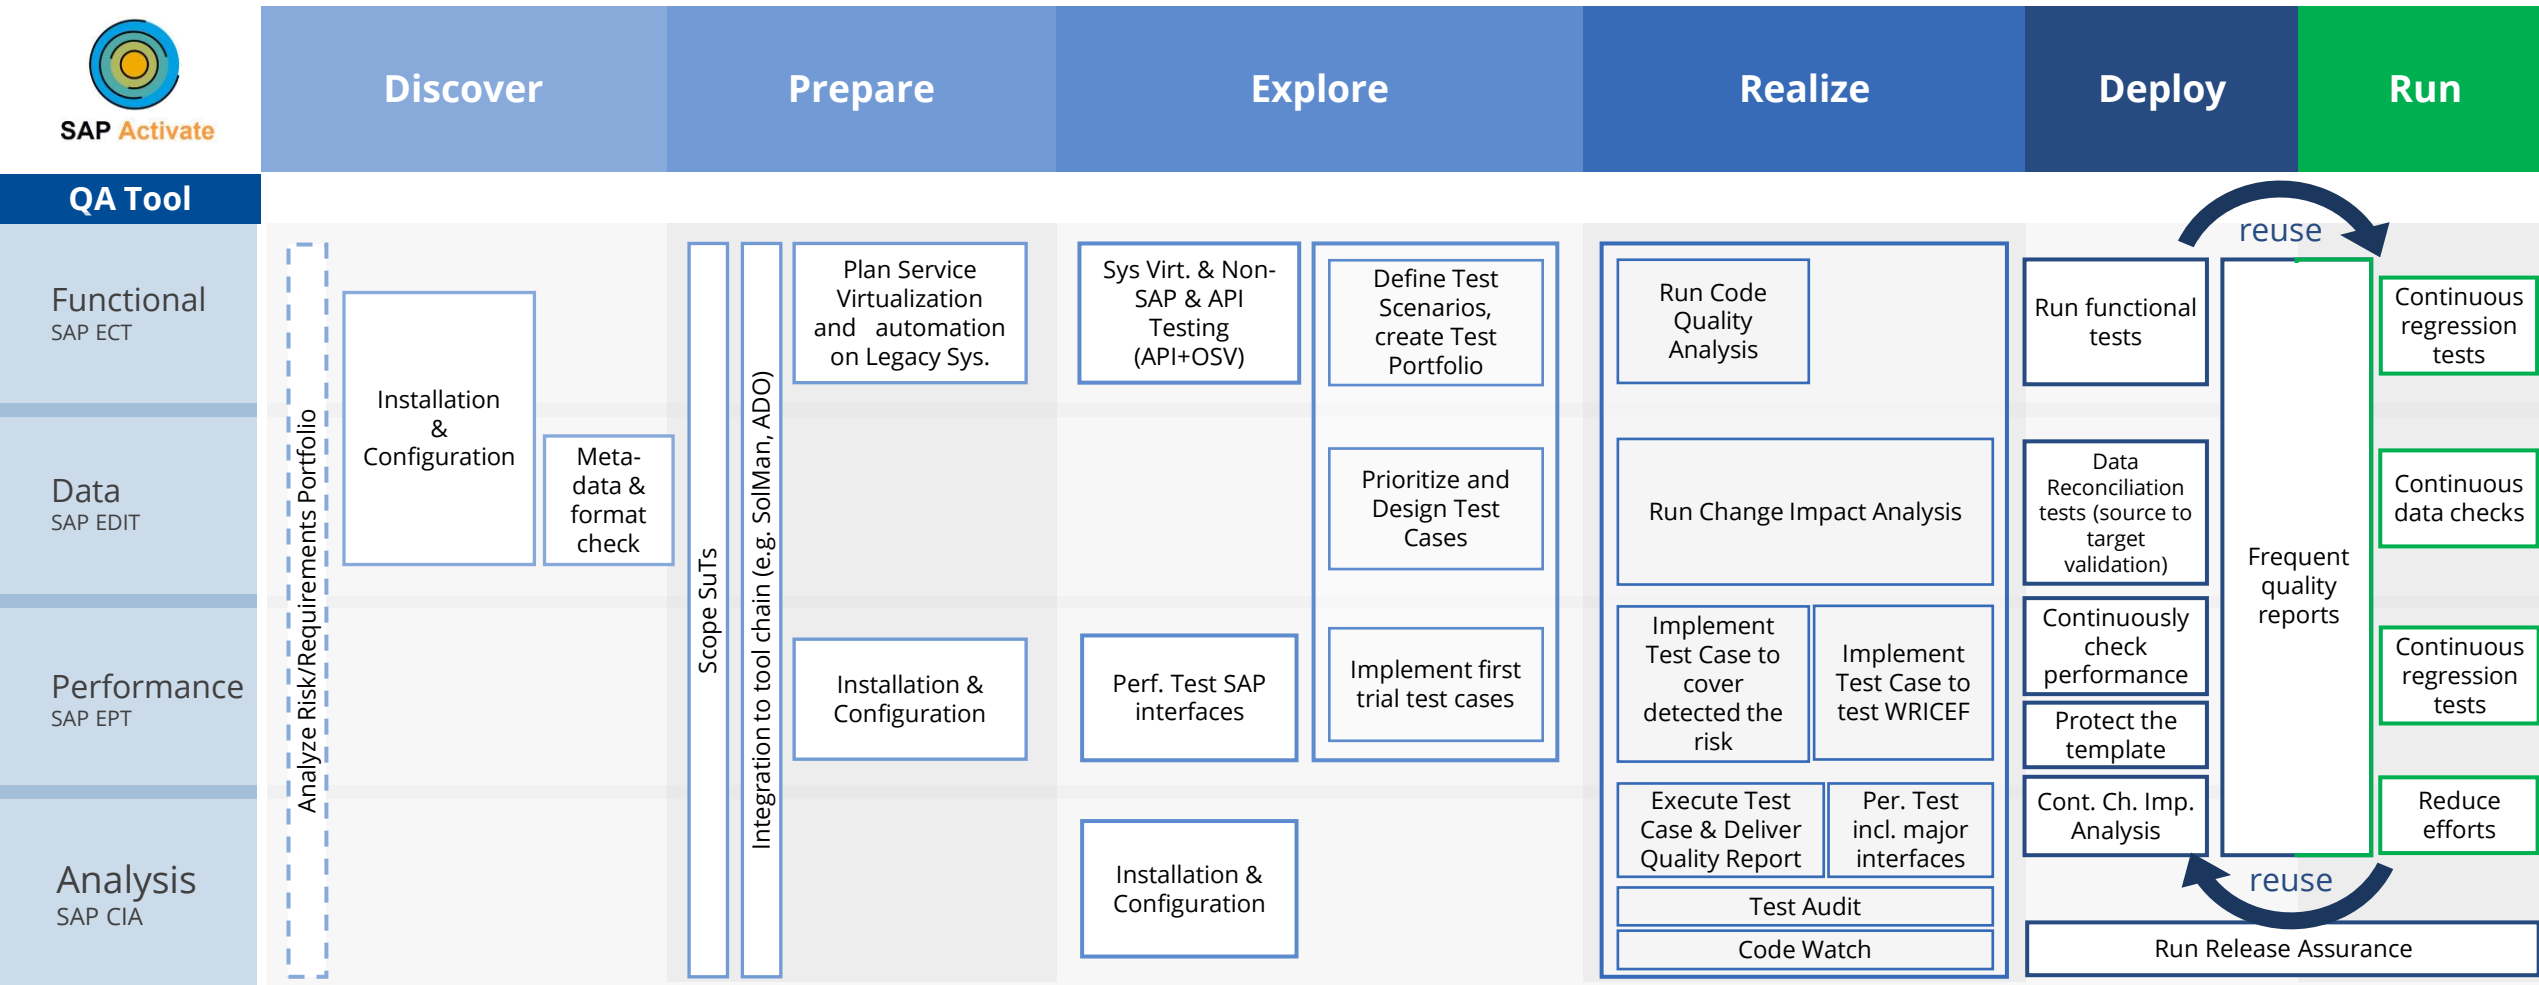 SAP Activate
Discover
Prepare
Explore
Realize
Deploy
Run
QA Tool
reuse
Functional
SAP ECT
Data
SAP EDIT
Performance
SAP EPT
Analysis
SAP CIA
Analyze Risk/Requirements Portfolio
Installation
&
Configuration
Meta-
data &
format
check
Scope SuTs
Integration to tool chain (e.g. SolMan, ADO)
Plan Service
Virtualization
and automation
on Legacy Sys.
Installation &
Configuration
Sys Virt. & Non-
SAP & API
Testing
(API+OSV)
Perf. Test SAP
interfaces
Installation &
Configuration
Define Test
Scenarios,
create Test
Portfolio
Prioritize and
Design Test
Cases
Implement first
trial test cases
Run Code
Quality
Analysis
Run Change Impact Analysis
Implement
Test Case to
cover
detected the
risk
Implement
Test Case to
test WRICEF
Execute Test
Case & Deliver
Quality Report
Per. Test
incl. major
interfaces
Test Audit
Code Watch
Run functional
tests
Data
Reconciliation
tests (source to
target
validation)
Continuously
check
performance
Protect the
template
Cont. Ch. Imp.
Analysis
Frequent
quality
reports
Continuous
regression
tests
Continuous
data checks
Continuous
regression
tests
Reduce
efforts
reuse
Run Release Assurance